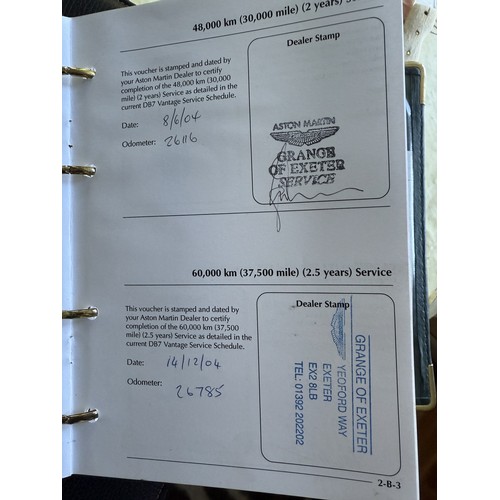 48,000 km (30,000 mile) (2 years)
This voucher is stamped and dated by
your Aston Martin Dealer to certify
completion of the 48,000 km (30,000
mile) (2 years) Service as detailed in the
current DB7 Vantage Service Schedule.
Date: 8/6/04
Odometer: 26116
Dealer Stamp
ASTON MARTIN
GRANGE
OF EXETER
SERVICE
60,000 km (37,500 mile) (2.5 years) Service
This voucher is stamped and dated by
your Aston Martin Dealer to certify
completion of the 60,000 km (37,500
mile) (2.5 years) Service as detailed in the
current DB7 Vantage Service Schedule.
Date: 14/12/04
Odometer:
26785
Dealer Stamp
GRANGE OF EXETER
YEOFORD WAY
EXETER
EX2 8LB
TEL: 01392 202202
2-B-3